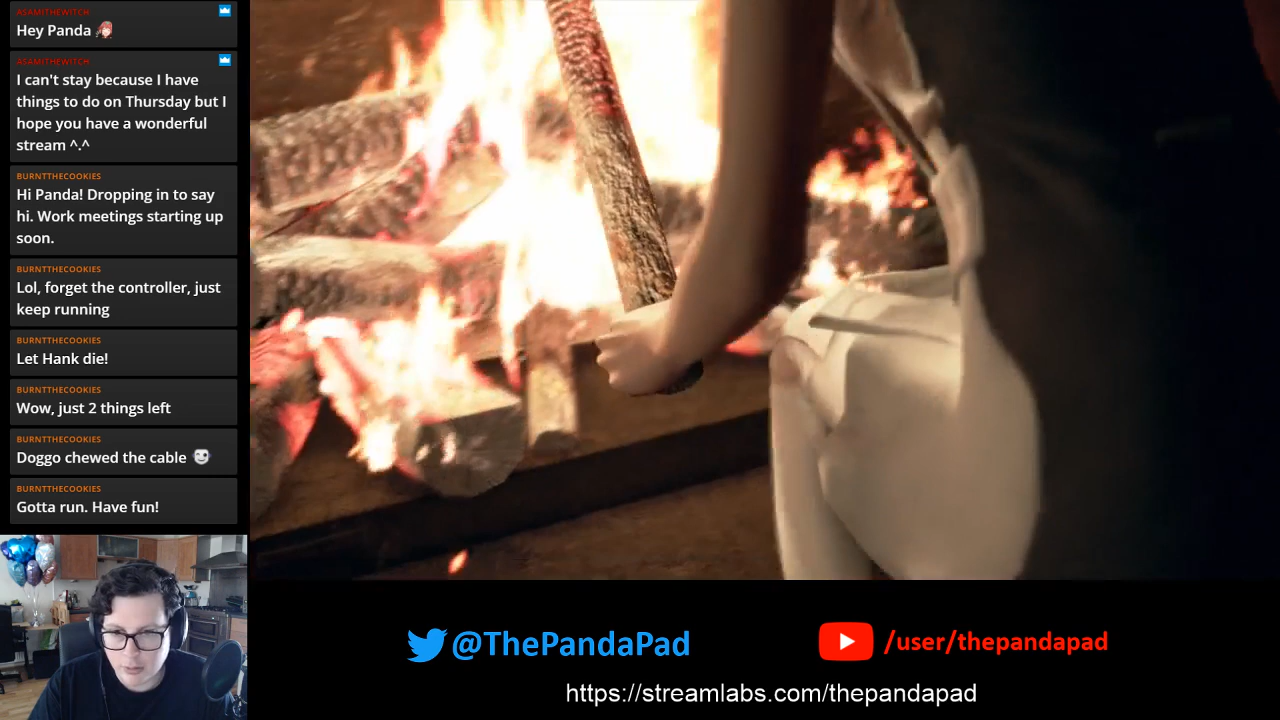 ASAMITHEWITCH
Hey Panda
ASAMITHEWITCH
I can't stay because I have
things to do on Thursday but I
hope you have a wonderful
stream ^.^
BURNTTHECOOKIES
Hi Panda! Dropping in to say
hi. Work meetings starting up
soon.
BURNTTHECOOKIES
Lol, forget the controller, just
keep running
BURNTTHECOOKIES
Let Hank die!
BURNTTHECOOKIES
Wow, just 2 things left
BURNTTHECOOKIES
Doggo chewed the cable
BURNTTHECOOKIES
Gotta run. Have fun!
@ThePandaPad
/user/thepandapad
https://streamlabs.com/thepandapad